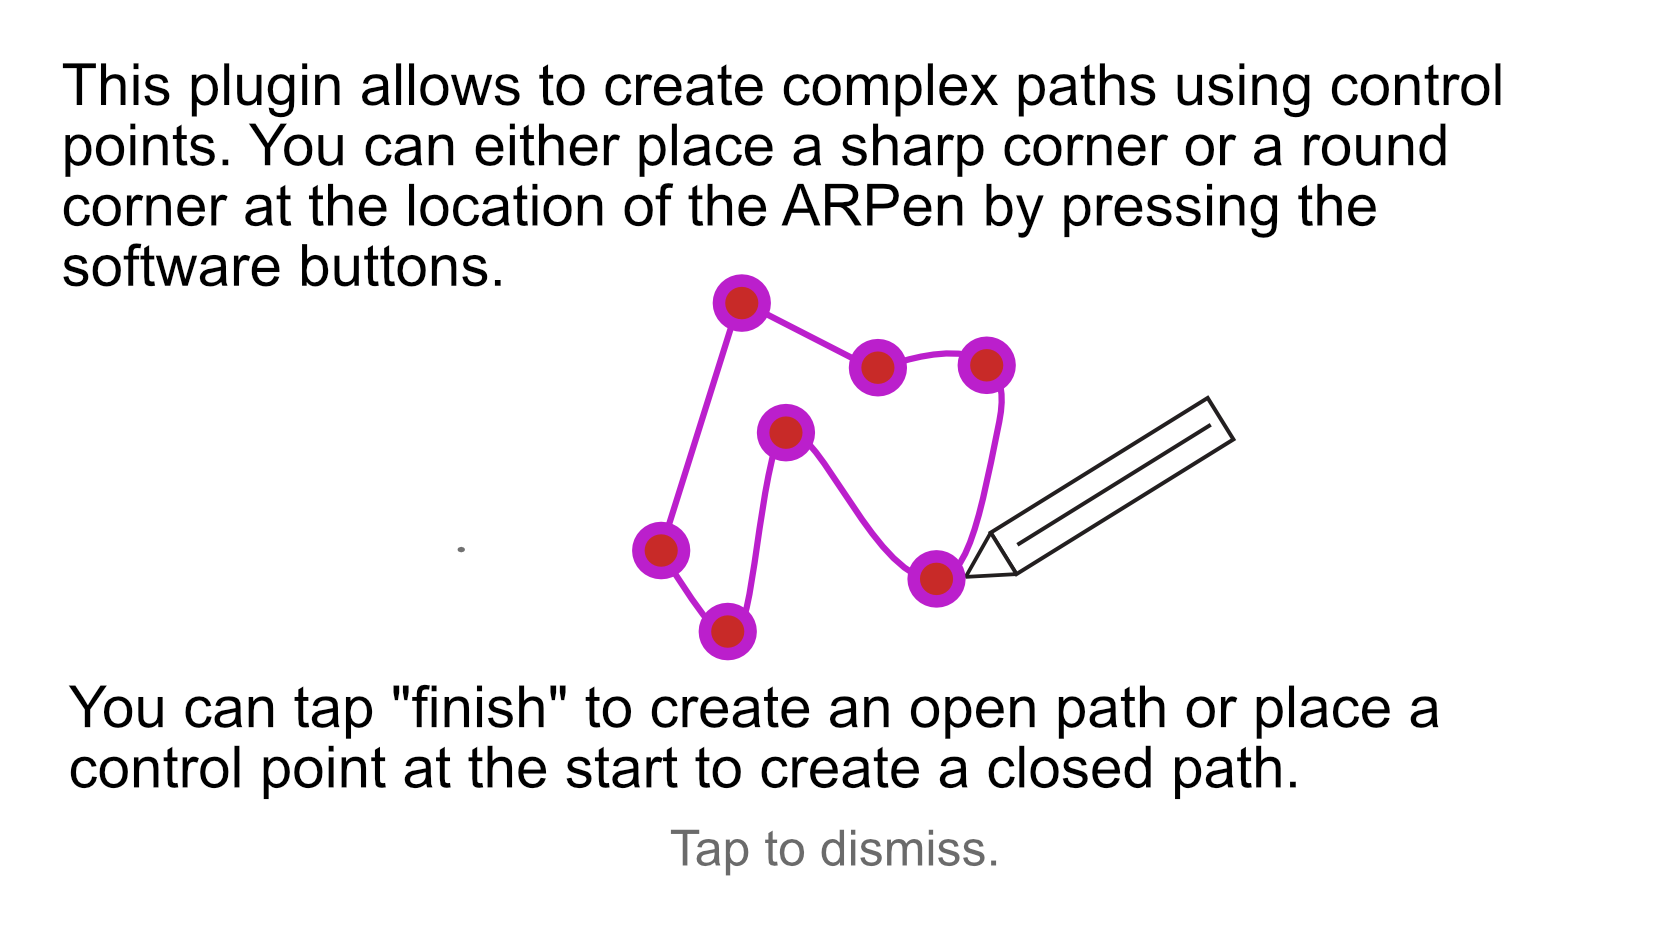 This plugin allows to create complex paths using control
points. You can either place a sharp corner or a round
corner at the location of the ARPen by pressing the
software buttons.
You can tap "finish" to create an open path or place a
control point at the start to create a closed path.
Tap to dismiss.